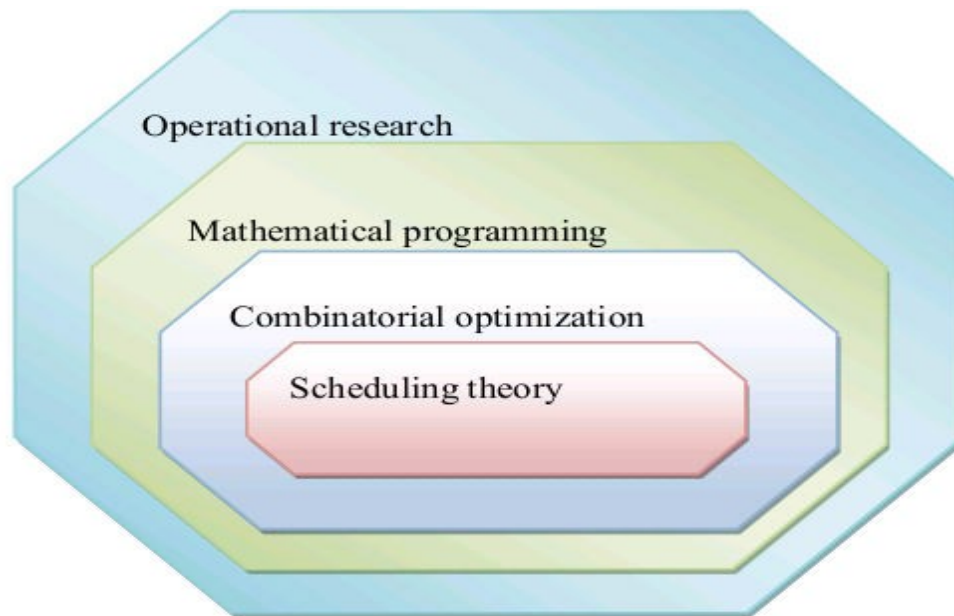 Operational research
Mathematical programming
Combinatorial optimization
Scheduling theory